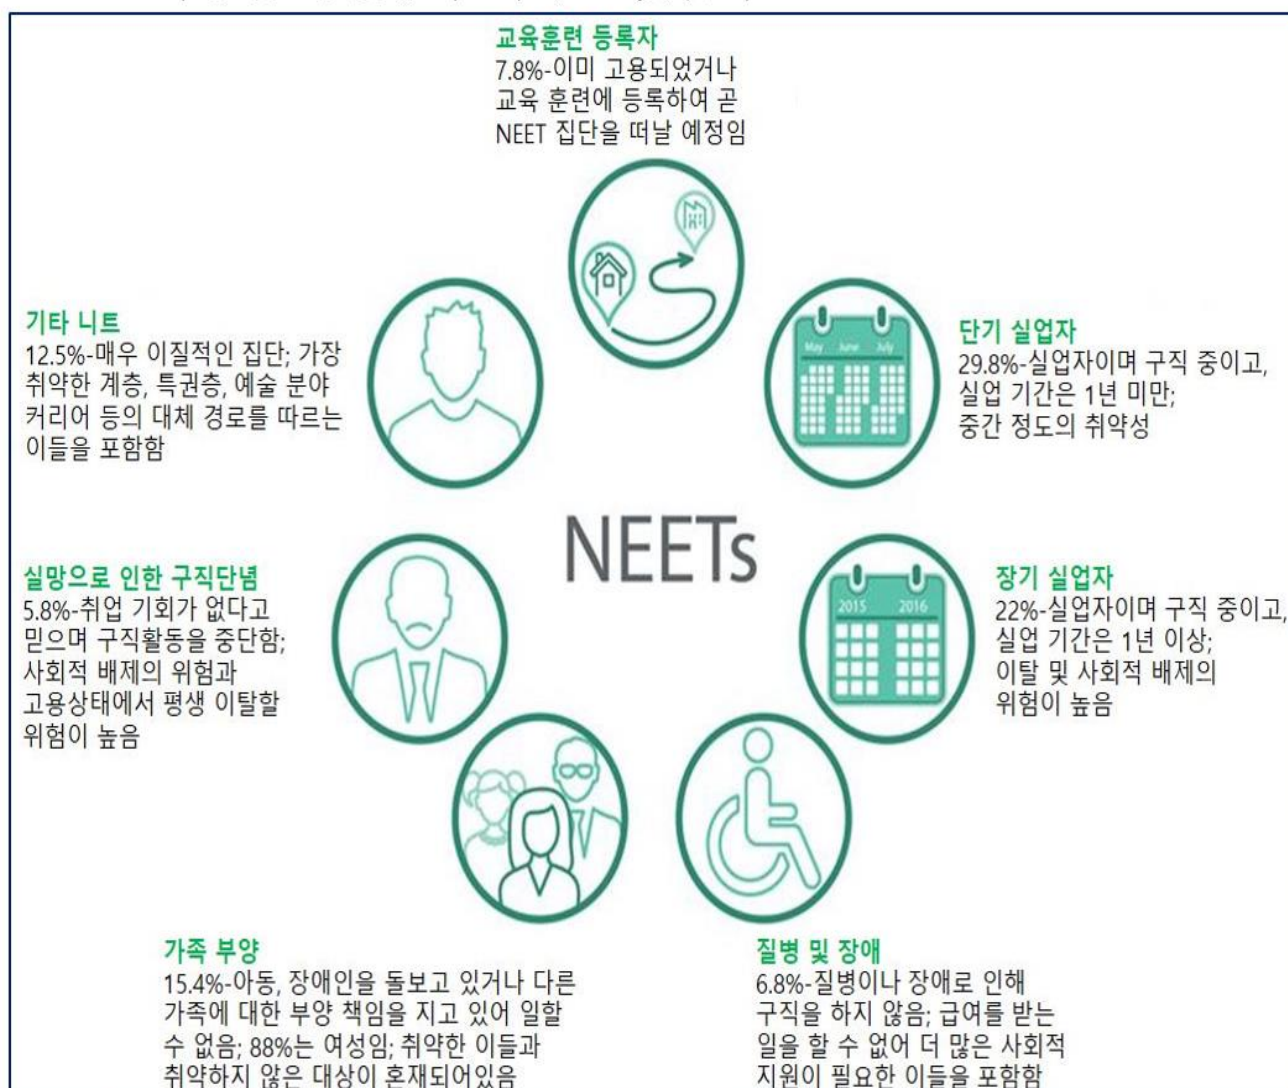 교육훈련 등록자
7.8%-이미 고용되었거나
교육 훈련에 등록하여 곧
NEET 집단을 떠날 예정임
단기 실업자
29.8%-실업자이며 구직 중이고,
실업 기간은 1년 미만;
중간 정도의 취약성
May June July
장기 실업자
22%-실업자이며 구직 중이고,
실업 기간은 1년 이상;
이탈 및 사회적 배제의
위험이 높음
2015 2016
질병 및 장애
6.8%-질병이나 장애로 인해
구직을 하지 않음; 급여를 받는
일을 할 수 없어 더 많은 사회적
지원이 필요한 이들을 포함함
가족 부양
15.4%-아동, 장애인을 돌보고 있거나 다른
가족에 대한 부양 책임을 지고 있어 일할
수 없음; 88%는 여성임; 취약한 이들과
취약하지 않은 대상이 혼재되어있음
실망으로 인한 구직단념
5.8%-취업 기회가 없다고
믿으며 구직활동을 중단함;
사회적 배제의 위험과
고용상태에서 평생 이탈할
위험이 높음
기타 니트
12.5%-매우 이질적인 집단; 가장
취약한 계층, 특권층, 예술 분야
커리어 등의 대체 경로를 따르는
이들을 포함함
NEETs